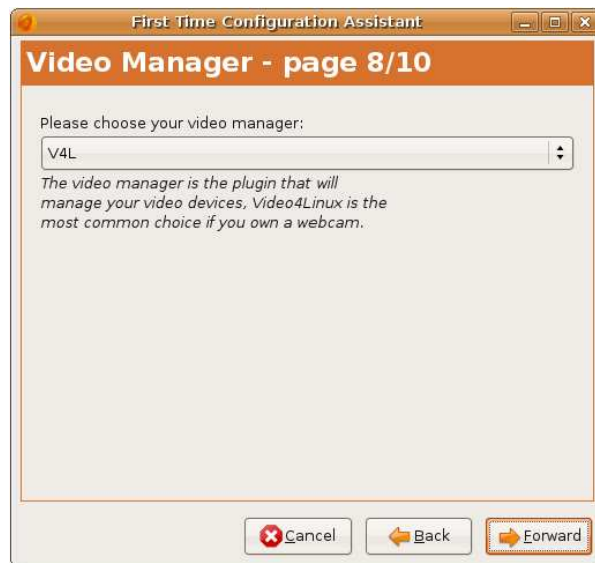 First Time Configuration Assistant
Video Manager - page 8/10
Please choose your video manager:
V4L
The video manager is the plugin that will
manage your video devices, Video4Linux is the
most common choice if you own a webcam.
Cancel
Back
Forward